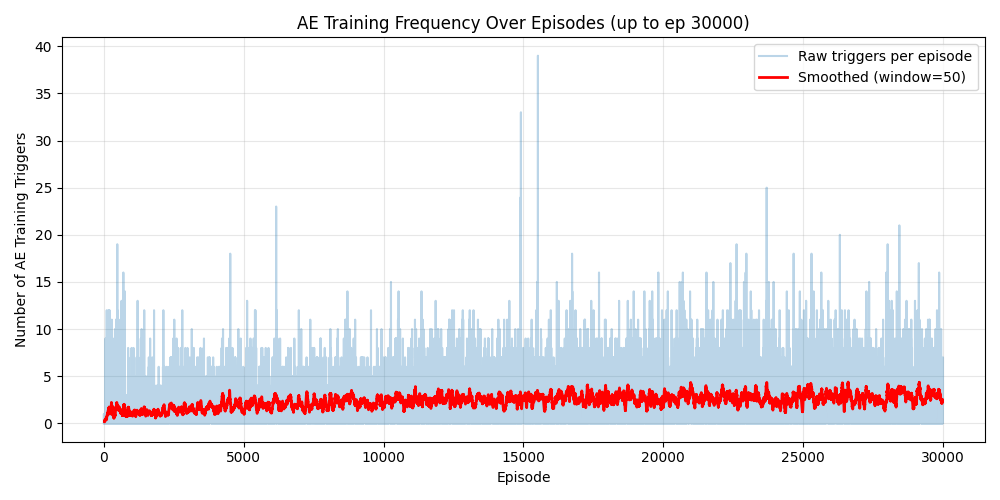 AE Training Frequency Over Episodes (up to ep 30000)
Raw triggers per episode
Smoothed (window=50)
Number of AE Training Triggers
40
35
30
25
20
15
10
5
0
0 5000 10000 15000 20000 25000 30000
Episode